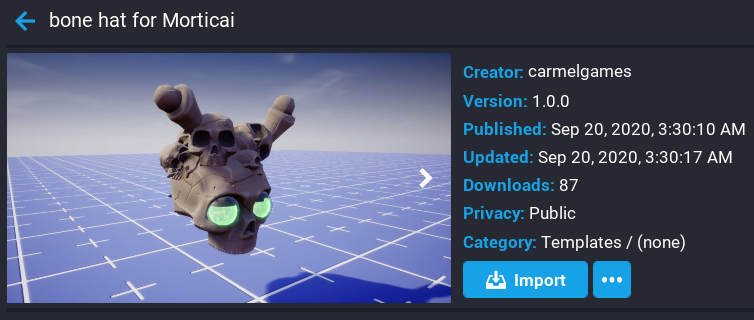 bone hat for Morticai
Creator: carmelgames
Version: 1.0.0
Published: Sep 20, 2020, 3:30:10 AM
Updated: Sep 20, 2020, 3:30:17 AM
Downloads: 87
Privacy: Public
Category: Templates / (none)
Import